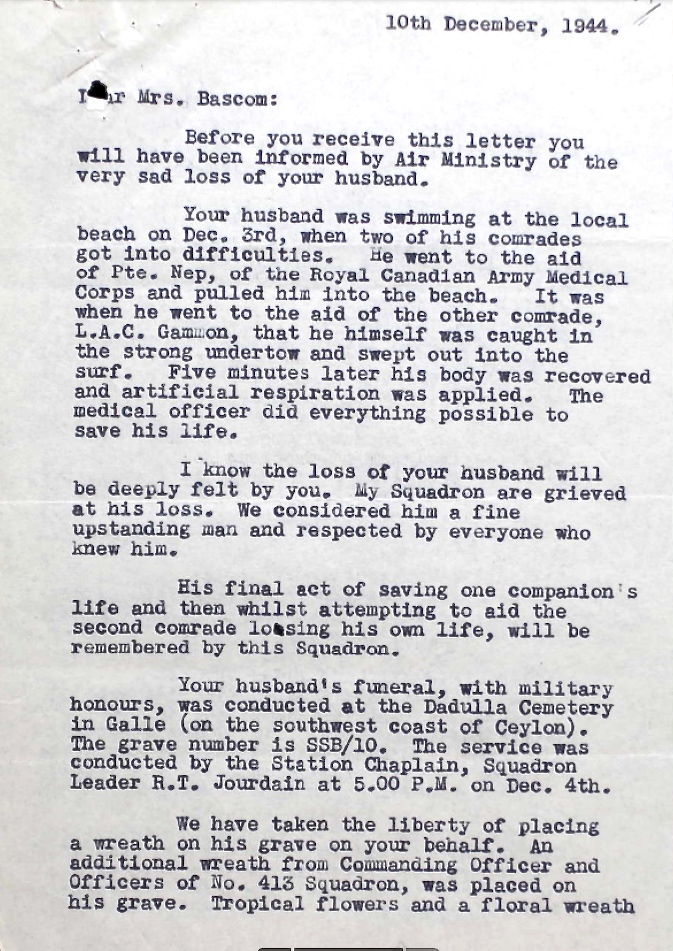 10th December, 1944.
Dear Mrs. Bascom:
Before you receive this letter you
will have been informed by Air Ministry of the
very sad loss of your husband.
Your husband was swimming at the local
beach on Dec. 3rd, when two of his comrades
got into difficulties. He went to the aid
of Pte. Nep, of the Royal Canadian Army Medical
Corps and pulled him into the beach. It was
when he went to the aid of the other comrade,
L.A.C. Gammon, that he himself was caught in
the strong undertow and swept out into the
surf. Five minutes later his body was recovered
and artificial respiration was applied. The
medical officer did everything possible to
save his life.
I know the loss of your husband will
be deeply felt by you. My Squadron are grieved
at his loss. We considered him a fine
upstanding man and respected by everyone who
knew him.
His final act of saving one companion's
life and then whilst attempting to aid the
second comrade loosing his own life, will be
remembered by this Squadron.
Your husband's funeral, with military
honours, was conducted at the Dadulla Cemetery
in Galle (on the southwest coast of Ceylon).
The grave number is SSB/10. The service was
conducted by the Station Chaplain, Squadron
Leader R.T. Jourdain at 5.00 P.M. on Dec. 4th.
We have taken the liberty of placing
a wreath on his grave on your behalf. An
additional wreath from Commanding Officer and
Officers of No. 413 Squadron, was placed on
his grave. Tropical flowers and a floral wreath